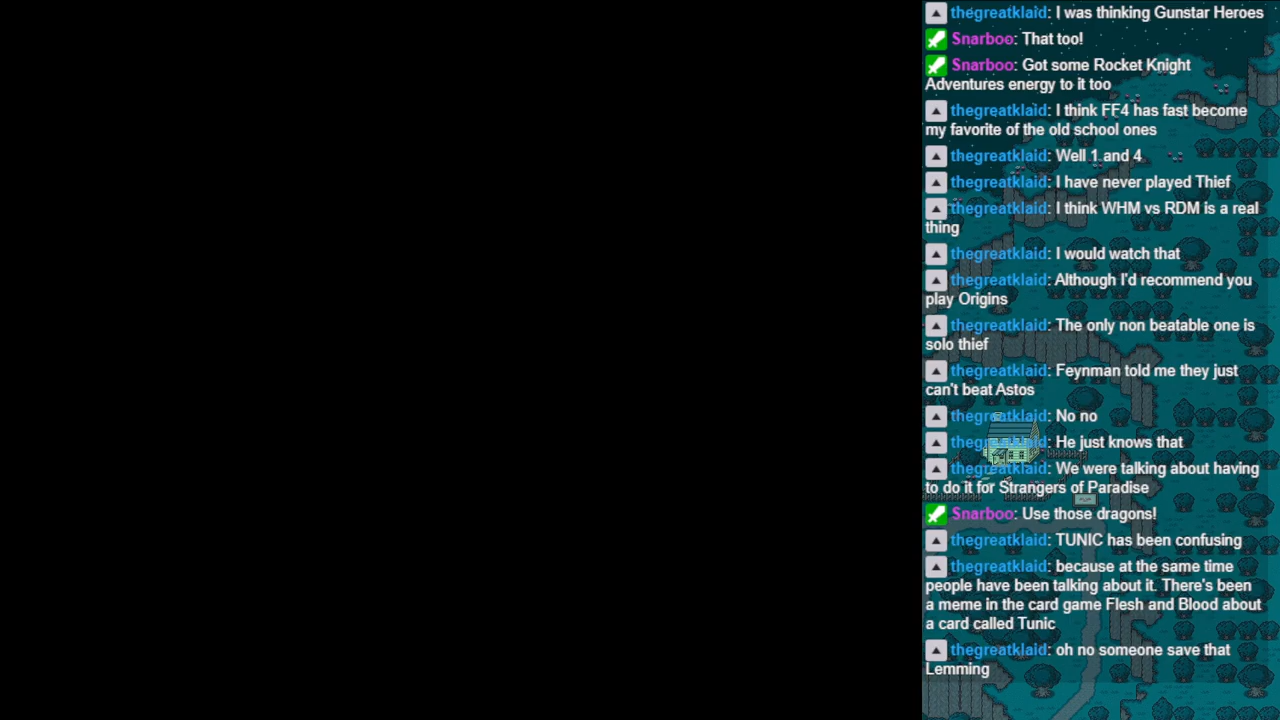 thegreatklaid: I was thinking Gunstar Heroes
Snarboo: That too!
Snarboo: Got some Rocket Knight
Adventures energy to it too
thegreatklaid: I think FF4 has fast become
my favorite of the old school ones
thegreatklaid: Well 1 and 4
thegreatklaid: I have never played Thief
thegreatklaid: I think WHM vs RDM is a real
thing
thegreatklaid: I would watch that
thegreatklaid: Although I'd recommend you
play Origins
thegreatklaid: The only non beatable one is
solo thief
thegreatklaid: Feynman told me they just
can't beat Astos
thegreatklaid: No no
thegreatklaid: He just knows that
thegreatklaid: We were talking about having
to do it for Strangers of Paradise
Snarboo: Use those dragons!
thegreatklaid: TUNIC has been confusing
thegreatklaid: because at the same time
people have been talking about it. There's been
a meme in the card game Flesh and Blood about
a card called Tunic
thegreatklaid: oh no someone save that
Lemming